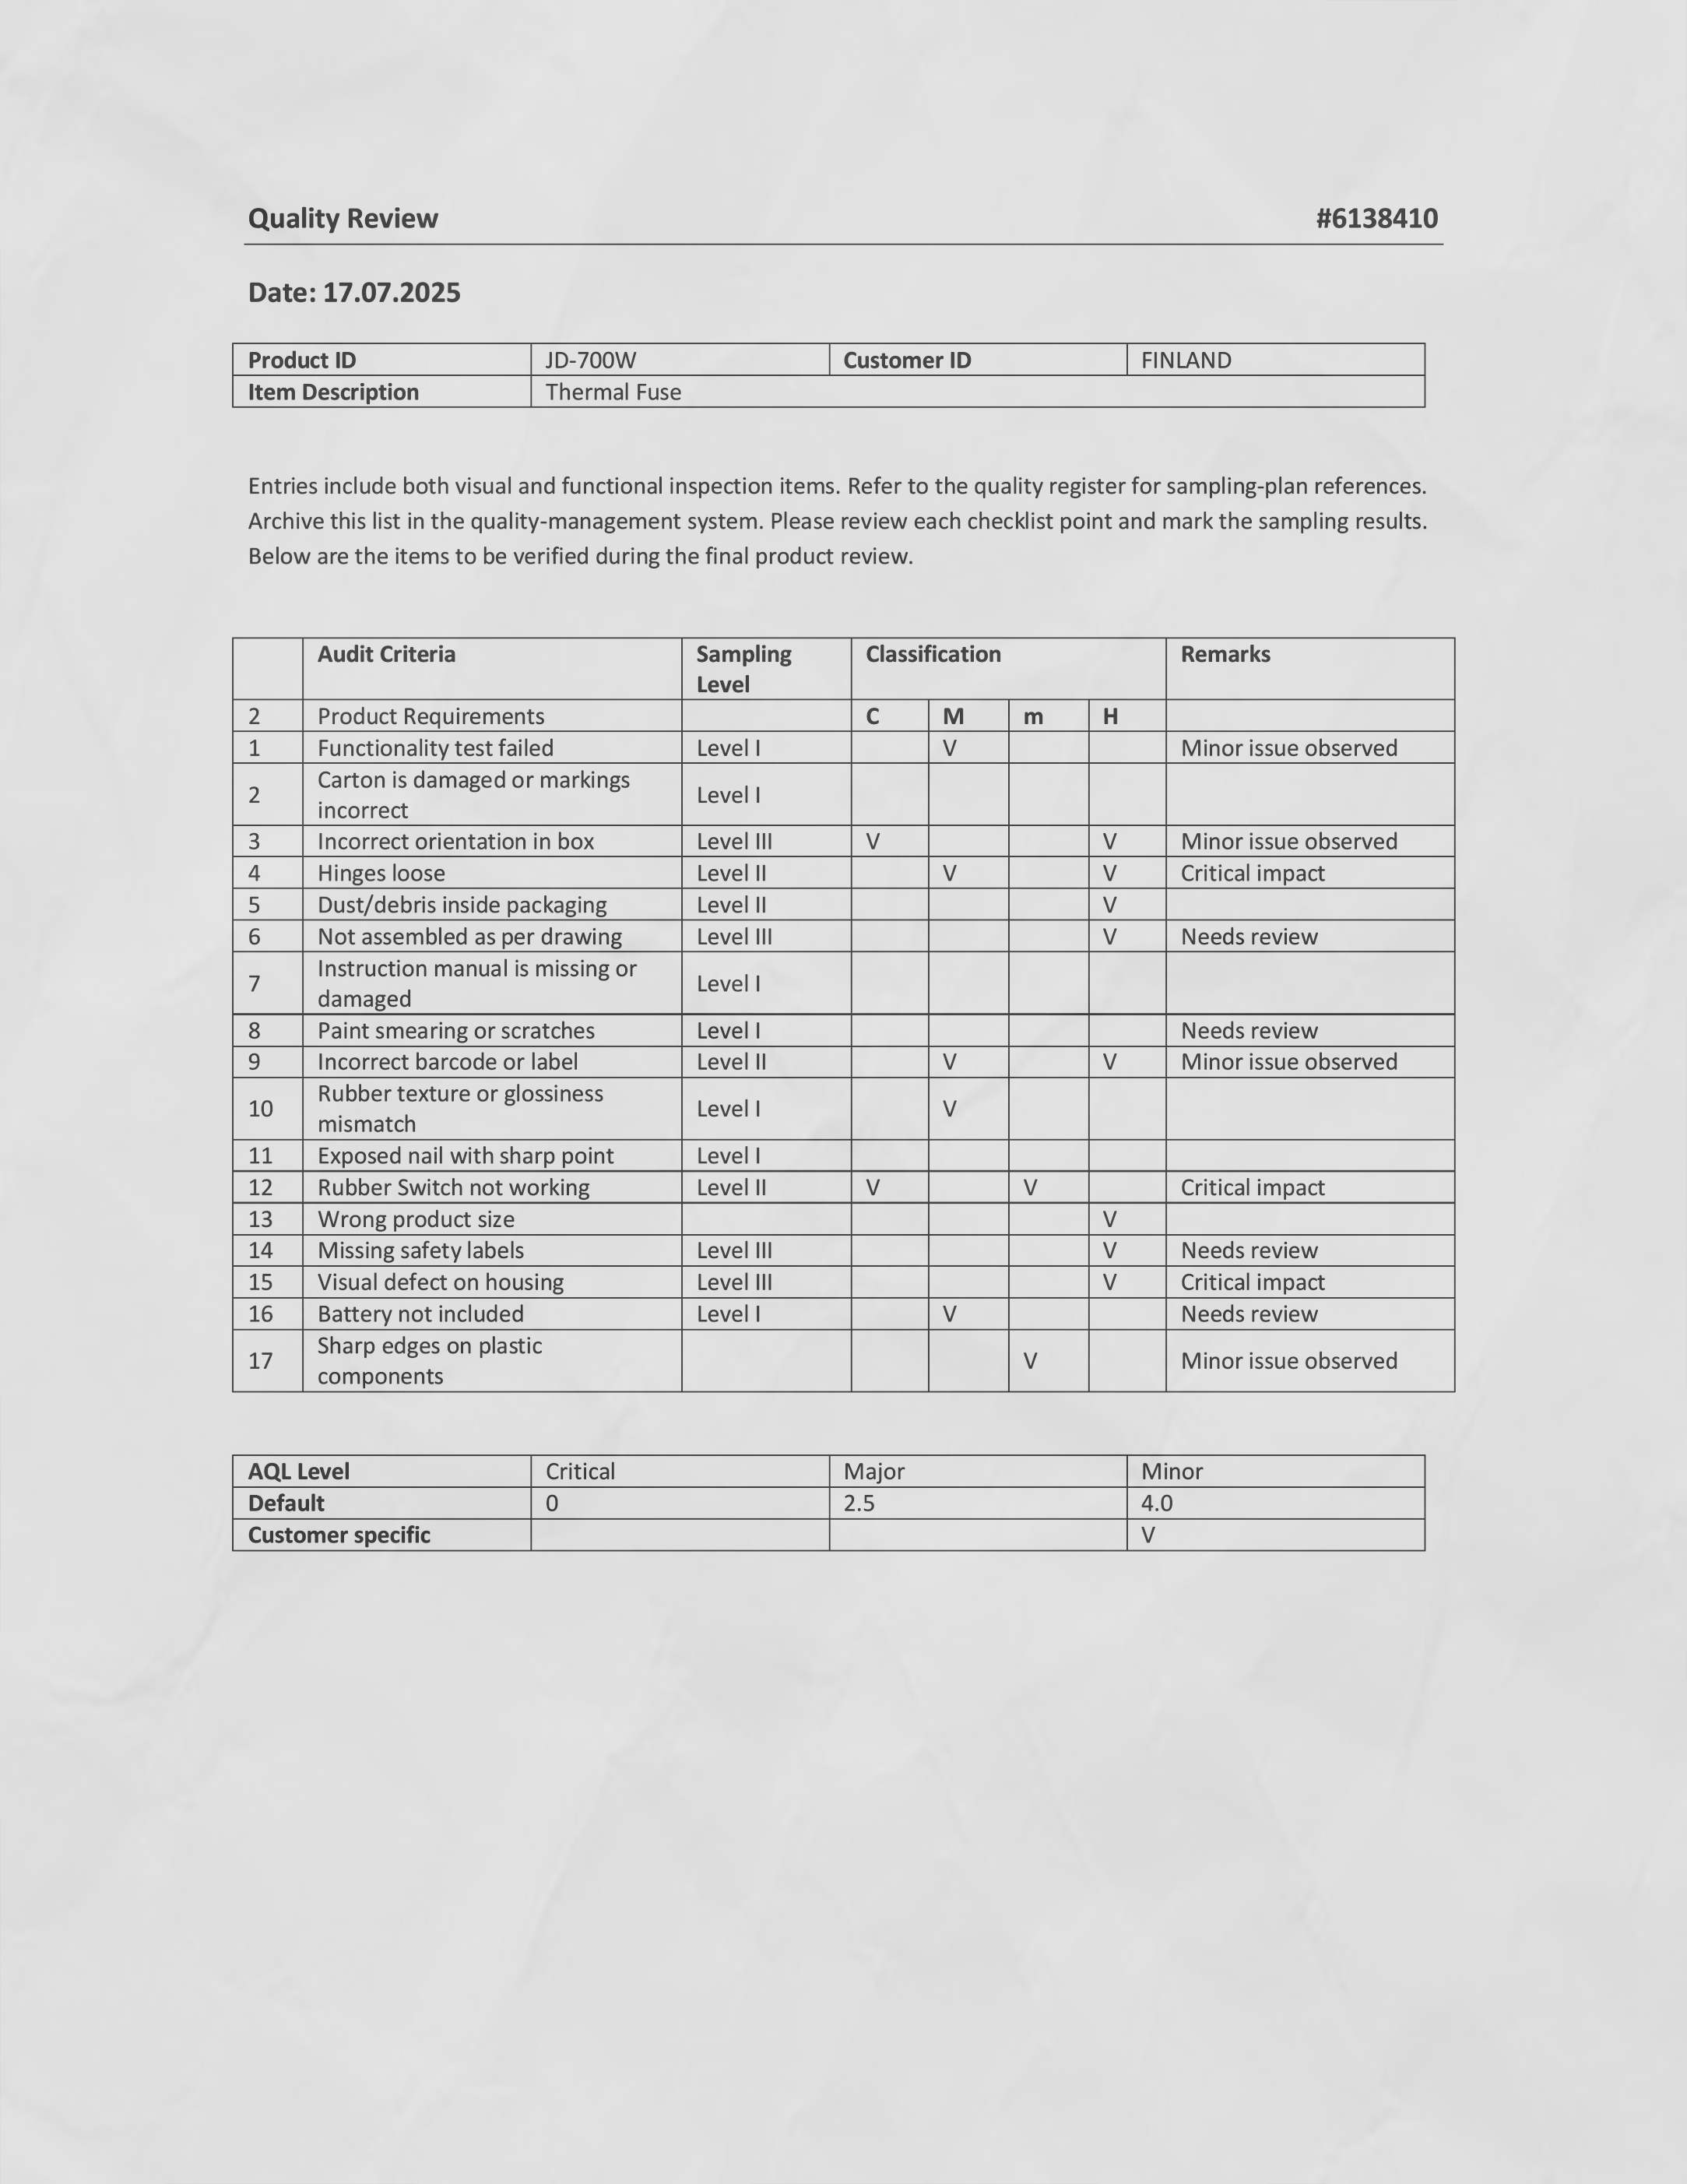 Quality Review #6138410
Date: 17.07.2025
Product ID JD-700W Customer ID FINLAND
Item Description Thermal Fuse
Entries include both visual and functional inspection items. Refer to the quality register for sampling-plan references.
Archive this list in the quality-management system. Please review each checklist point and mark the sampling results.
Below are the items to be verified during the final product review.
Audit Criteria Sampling Level Classification Remarks
2 Product Requirements C M m H
1 Functionality test failed Level I V Minor issue observed
2 Carton is damaged or markings incorrect Level I
3 Incorrect orientation in box Level III V V Minor issue observed
4 Hinges loose Level II V V Critical impact
5 Dust/debris inside packaging Level II V
6 Not assembled as per drawing Level III V Needs review
7 Instruction manual is missing or damaged Level I
8 Paint smearing or scratches Level I Needs review
9 Incorrect barcode or label Level II V V Minor issue observed
10 Rubber texture or glossiness mismatch Level I V
11 Exposed nail with sharp point Level I
12 Rubber Switch not working Level II V V Critical impact
13 Wrong product size V
14 Missing safety labels Level III V Needs review
15 Visual defect on housing Level III V Critical impact
16 Battery not included Level I V Needs review
17 Sharp edges on plastic components V Minor issue observed
AQL Level Critical Major Minor
Default 0 2.5 4.0
Customer specific V